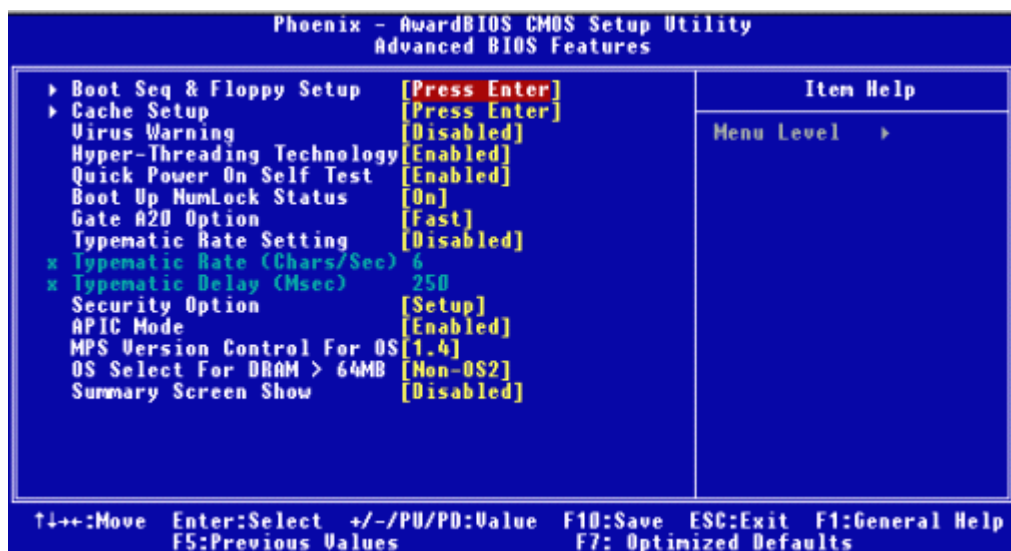 Phoenix - AwardBIOS CMOS Setup Utility
Advanced BIOS Features
Boot Seq & Floppy Setup [Press Enter]
Cache Setup [Press Enter]
Virus Warning [Disabled]
Hyper-Threading Technology[Enabled]
Quick Power On Self Test [Enabled]
Boot Up NumLock Status [On]
Gate A20 Option [Fast]
Typematic Rate Setting [Disabled]
x Typematic Rate (Chars/Sec) 6
x Typematic Delay (Msec) 250
Security Option [Setup]
APIC Mode [Enabled]
MPS Version Control For OS[1.4]
OS Select For DRAM > 64MB [Non-OS2]
Summary Screen Show [Disabled]
Item Help
Menu Level
↑↓→←:Move Enter:Select +/-/PU/PD:Value F10:Save ESC:Exit F1:General Help
F5:Previous Values F7: Optimized Defaults